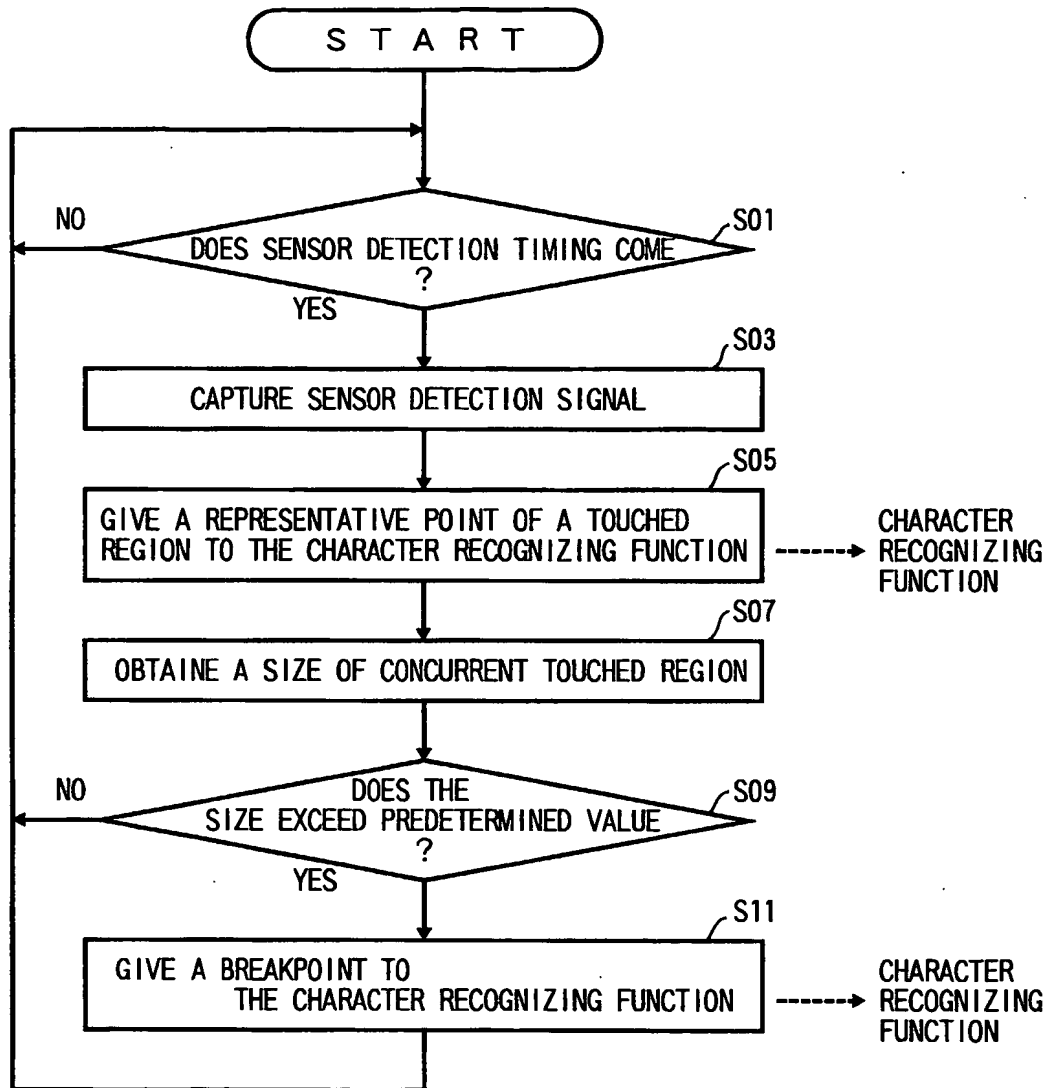 START
NO
S01
DOES SENSOR DETECTION TIMING COME
?
YES
S03
CAPTURE SENSOR DETECTION SIGNAL
S05
GIVE A REPRESENTATIVE POINT OF A TOUCHED
REGION TO THE CHARACTER RECOGNIZING FUNCTION
CHARACTER
RECOGNIZING
FUNCTION
S07
OBTAINE A SIZE OF CONCURRENT TOUCHED REGION
NO
DOES THE
S09
SIZE EXCEED PREDETERMINED VALUE
?
YES
S11
GIVE A BREAKPOINT TO
THE CHARACTER RECOGNIZING FUNCTION
CHARACTER
RECOGNIZING
FUNCTION